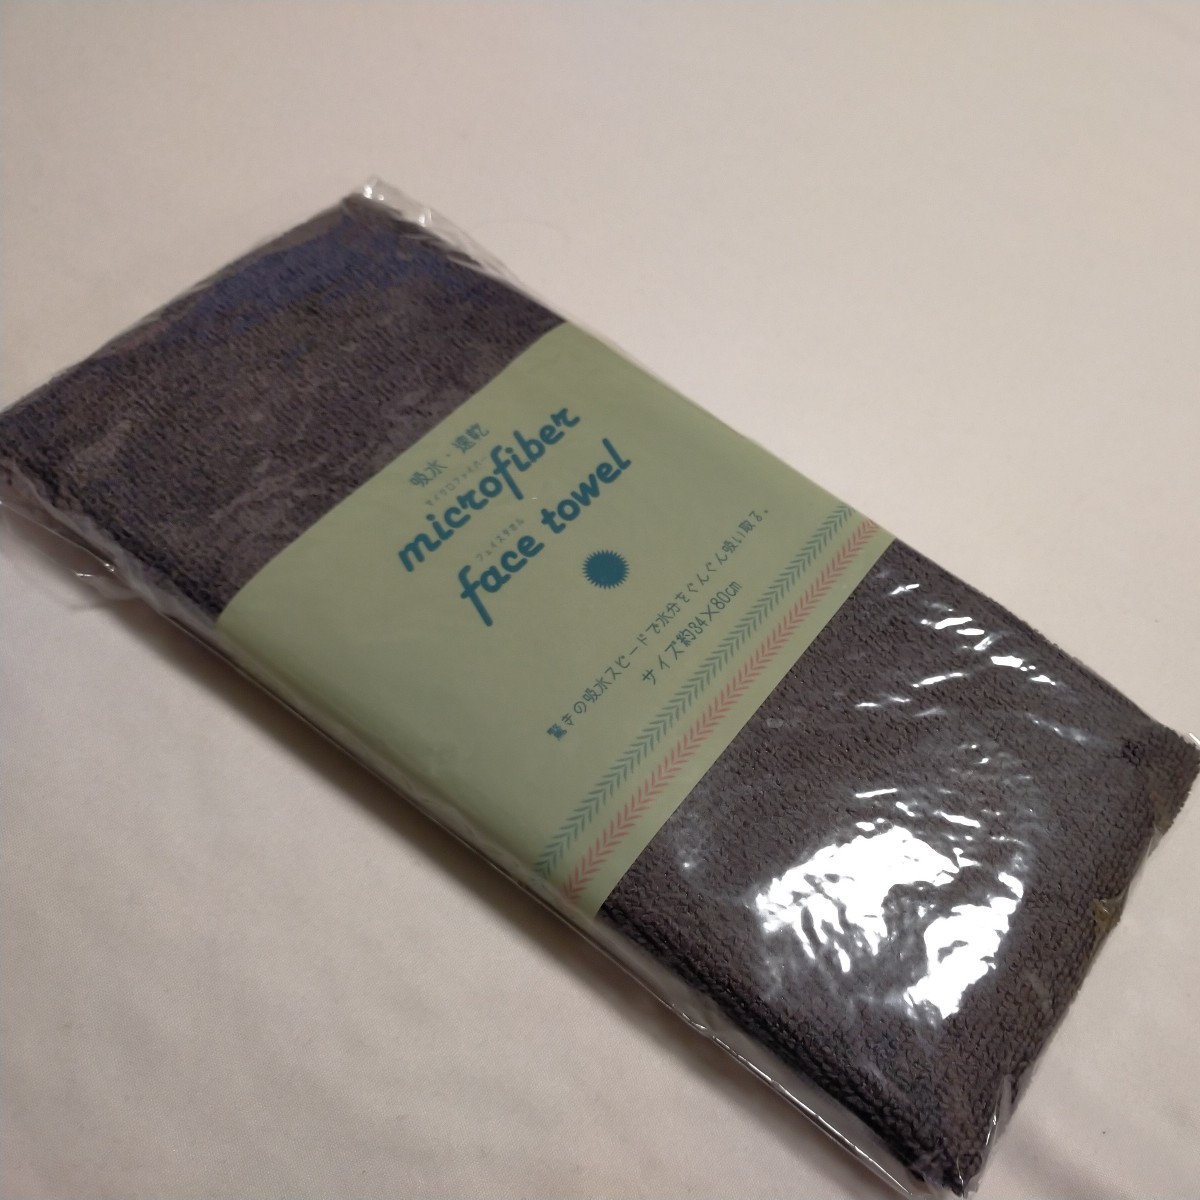 吸水・速乾
マイクロファイバー
microfiber
フェイスタオル
face towel
驚きの吸水スピードで水分をぐんぐん吸い取る。
サイズ約34×80cm